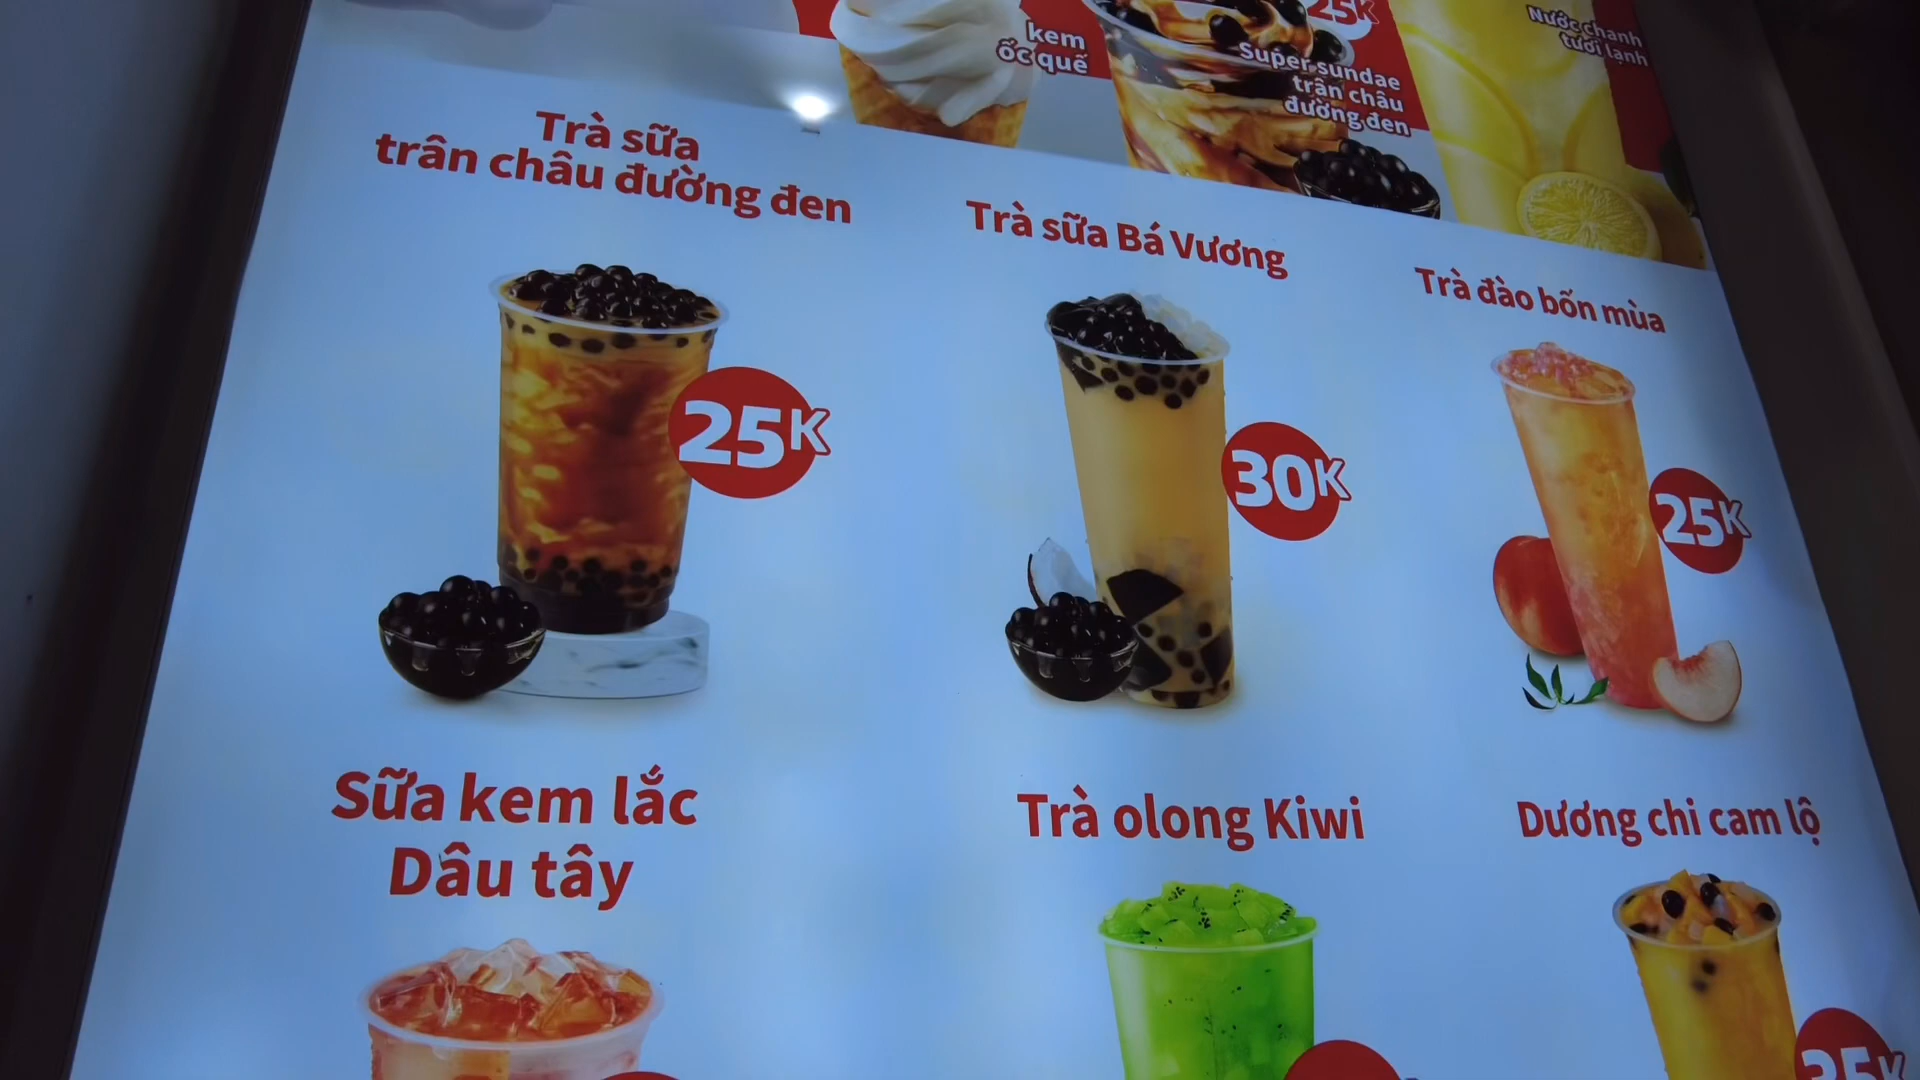 kem
ốc quế
25K
Super sundae
trân châu
đường đen
Nước chanh
tươi lạnh
Trà sữa
trân châu đường đen
25K
Trà sữa Bá Vương
30K
Trà đào bốn mùa
25K
Sữa kem lắc
Dâu tây
Trà olong Kiwi
Dương chi cam lộ
35K